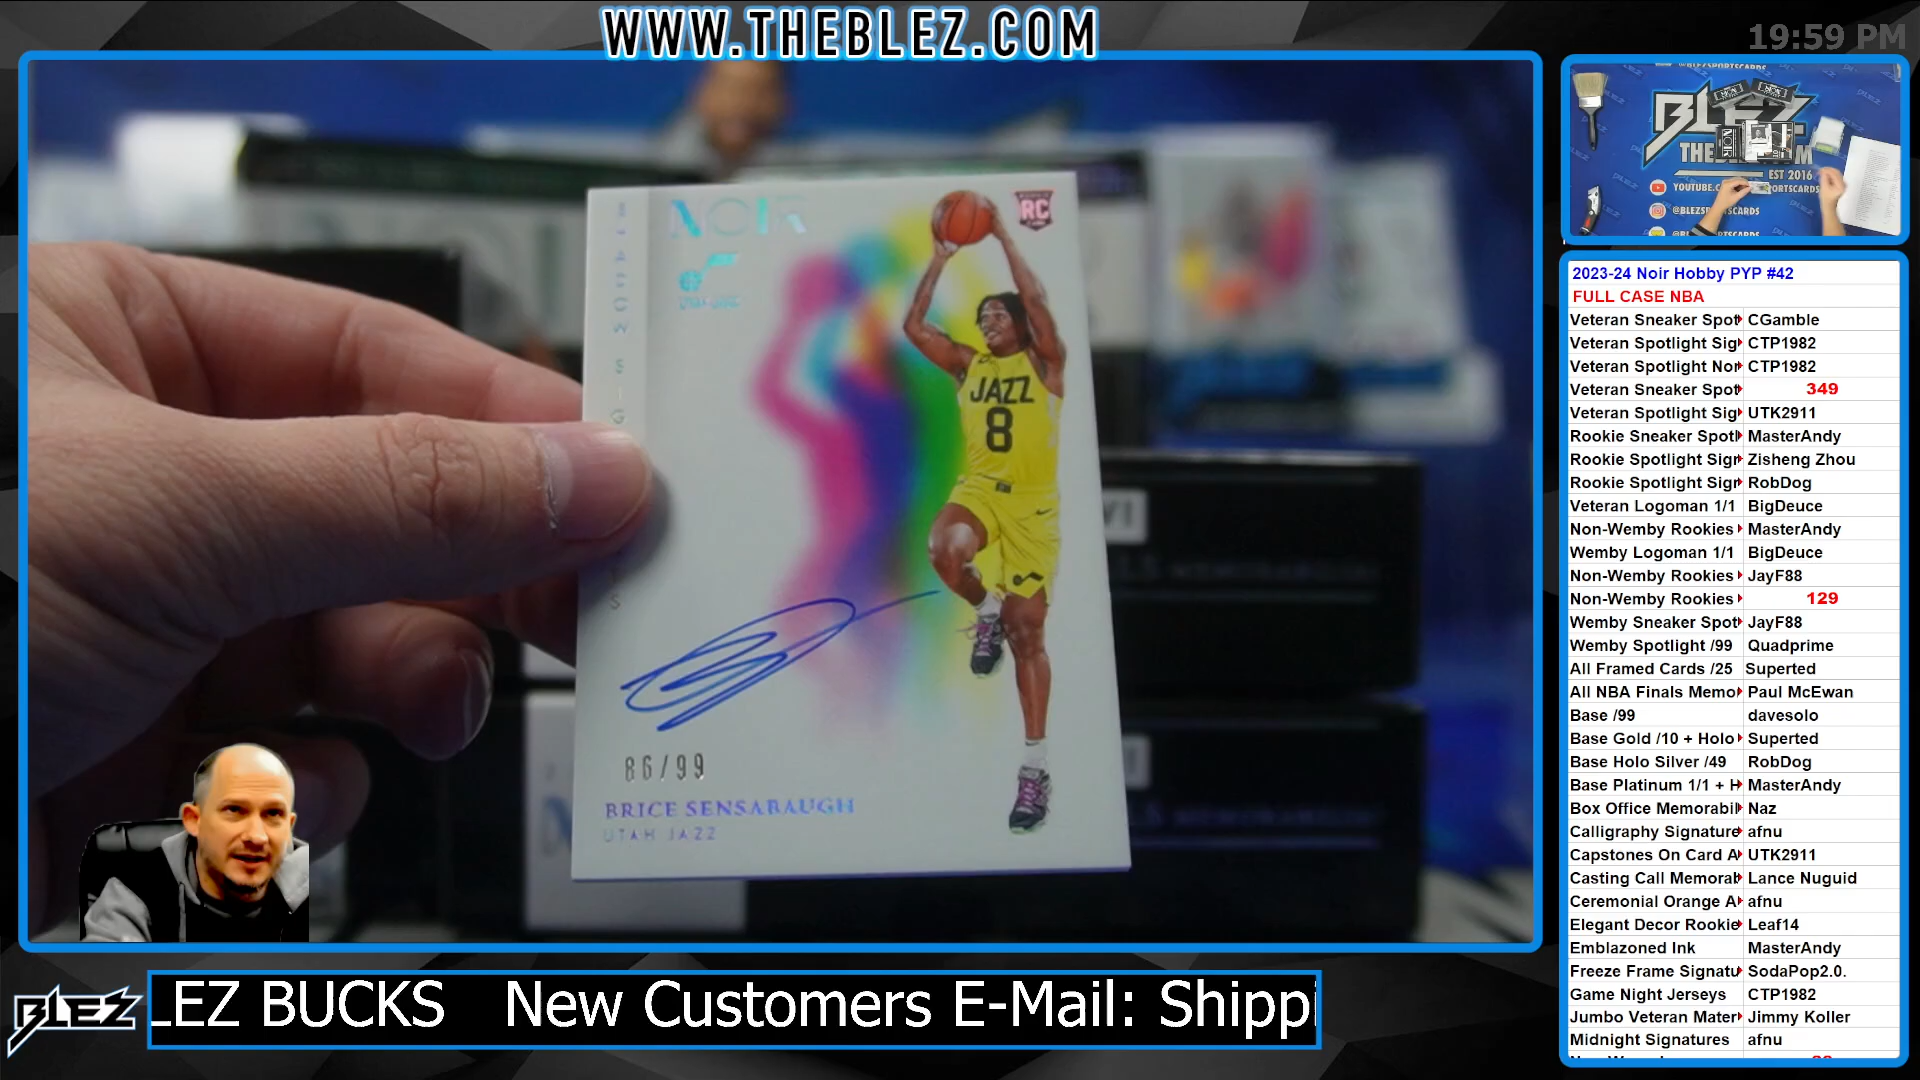 WWW.THEBLEZ.COM
19:59 PM
NOIR
RC
SHADOW SIG
S
JAZZ
8
86/99
BRICE SENSABAUGH
UTAH JAZZ
BLEZ
EST 2016
@BLEZSPORTSCARDS
2023-24 Noir Hobby PYP #42
FULL CASE NBA
Veteran Sneaker Spot CGamble
Veteran Spotlight Sig CTP1982
Veteran Spotlight Nor CTP1982
Veteran Sneaker Spot 349
Veteran Spotlight Sig UTK2911
Rookie Sneaker Spotl MasterAndy
Rookie Spotlight Sigr Zisheng Zhou
Rookie Spotlight Sigr RobDog
Veteran Logoman 1/1 BigDeuce
Non-Wemby Rookies MasterAndy
Wemby Logoman 1/1 BigDeuce
Non-Wemby Rookies JayF88
Non-Wemby Rookies 129
Wemby Sneaker Spot JayF88
Wemby Spotlight /99 Quadprime
All Framed Cards /25 Superted
All NBA Finals Memo Paul McEwan
Base /99 davesolo
Base Gold /10 + Holo Superted
Base Holo Silver /49 RobDog
Base Platinum 1/1 + H MasterAndy
Box Office Memorabil Naz
Calligraphy Signature afnu
Capstones On Card A UTK2911
Casting Call Memorab Lance Nuguid
Ceremonial Orange A afnu
Elegant Decor Rookie Leaf14
Emblazoned Ink MasterAndy
Freeze Frame Signatu SodaPop2.0.
Game Night Jerseys CTP1982
Jumbo Veteran Mater Jimmy Koller
Midnight Signatures afnu
BLEZ
LEZ BUCKS New Customers E-Mail: Shippi